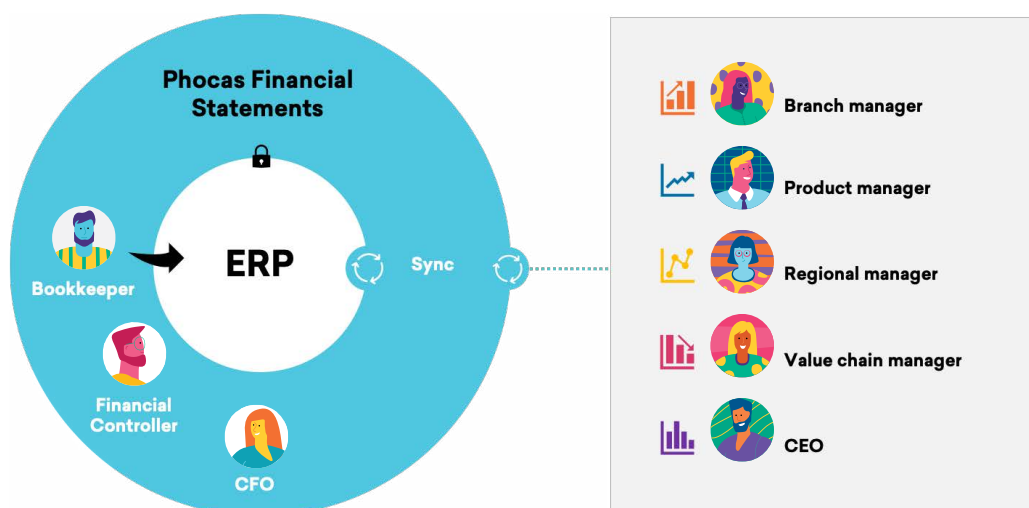 Phocas Financial
Statements
ERP
Sync
Bookkeeper
Financial
Controller
CFO
Branch manager
Product manager
Regional manager
Value chain manager
CEO